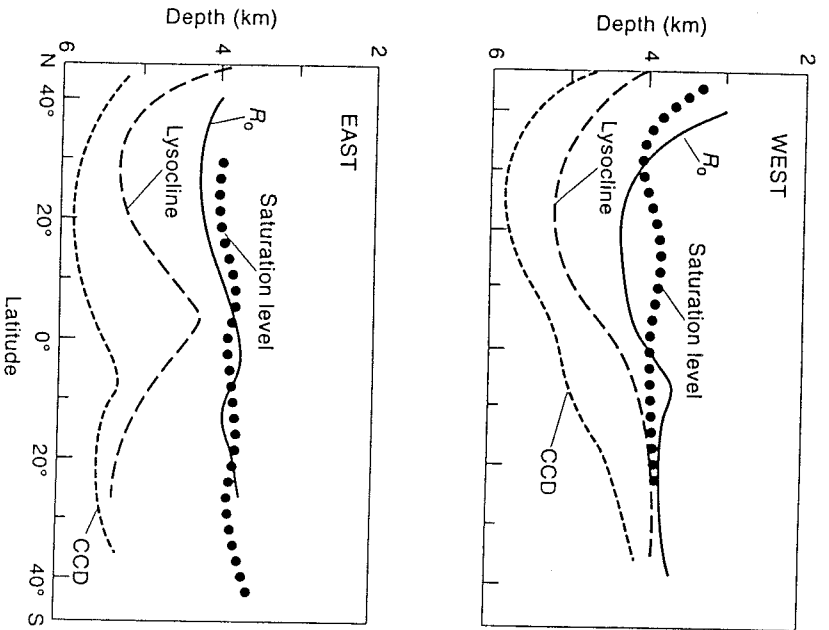 Depth (km)
6
4
2
WEST
R₀
Lysocline
Saturation level
CCD
Depth (km)
6
4
2
EAST
R₀
Lysocline
Saturation level
CCD
N
40°
20°
0°
20°
40°
S
Latitude